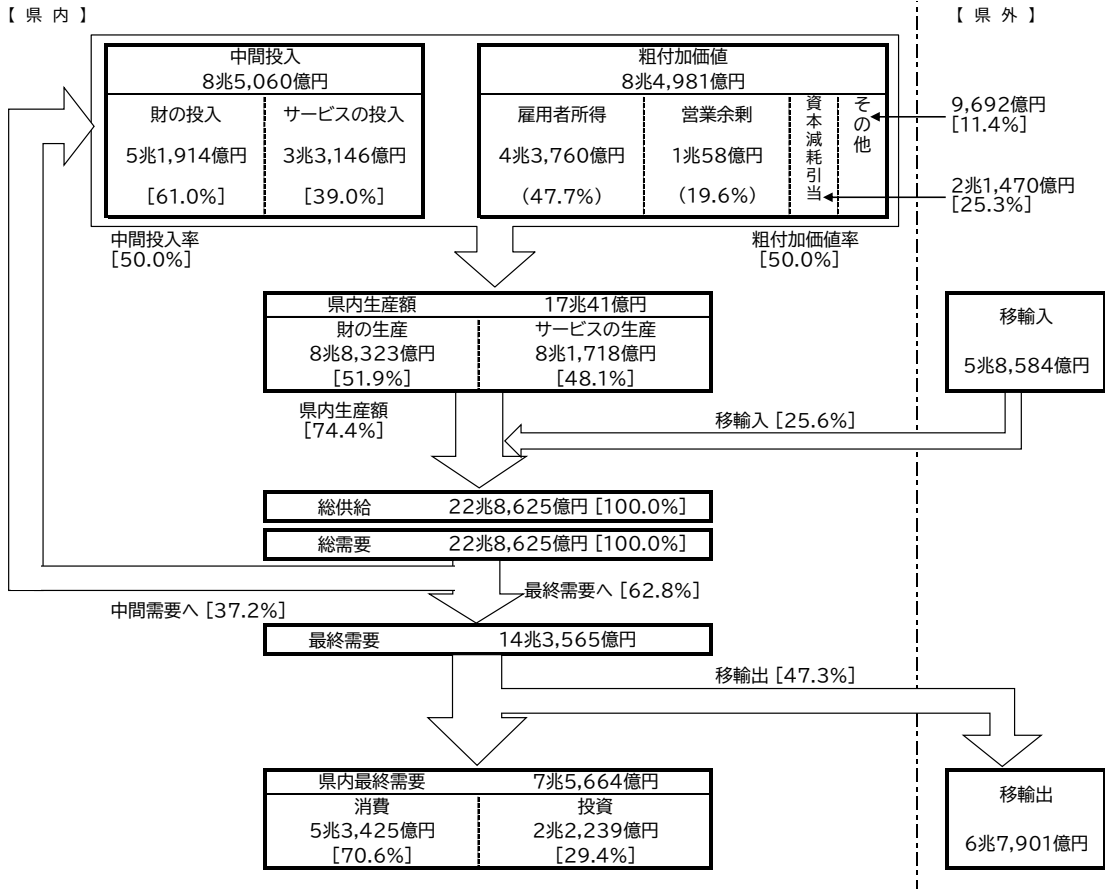 【 県 内 】
【 県 外 】
中間投入
8兆5,060億円
財の投入
サービスの投入
5兆1,914億円
3兆3,146億円
[61.0%]
[39.0%]
粗付加価値
8兆4,981億円
雇用者所得
営業余剰
4兆3,760億円
1兆58億円
(47.7%)
(19.6%)
資本減耗引当
その他
9,692億円
[11.4%]
2兆1,470億円
[25.3%]
中間投入率
[50.0%]
粗付加価値率
[50.0%]
県内生産額
17兆41億円
財の生産
サービスの生産
8兆8,323億円
8兆1,718億円
[51.9%]
[48.1%]
移輸入
5兆8,584億円
県内生産額
[74.4%]
移輸入 [25.6%]
総供給
22兆8,625億円 [100.0%]
総需要
22兆8,625億円 [100.0%]
最終需要へ [62.8%]
中間需要へ [37.2%]
最終需要
14兆3,565億円
移輸出 [47.3%]
県内最終需要
7兆5,664億円
消費
投資
5兆3,425億円
2兆2,239億円
[70.6%]
[29.4%]
移輸出
6兆7,901億円